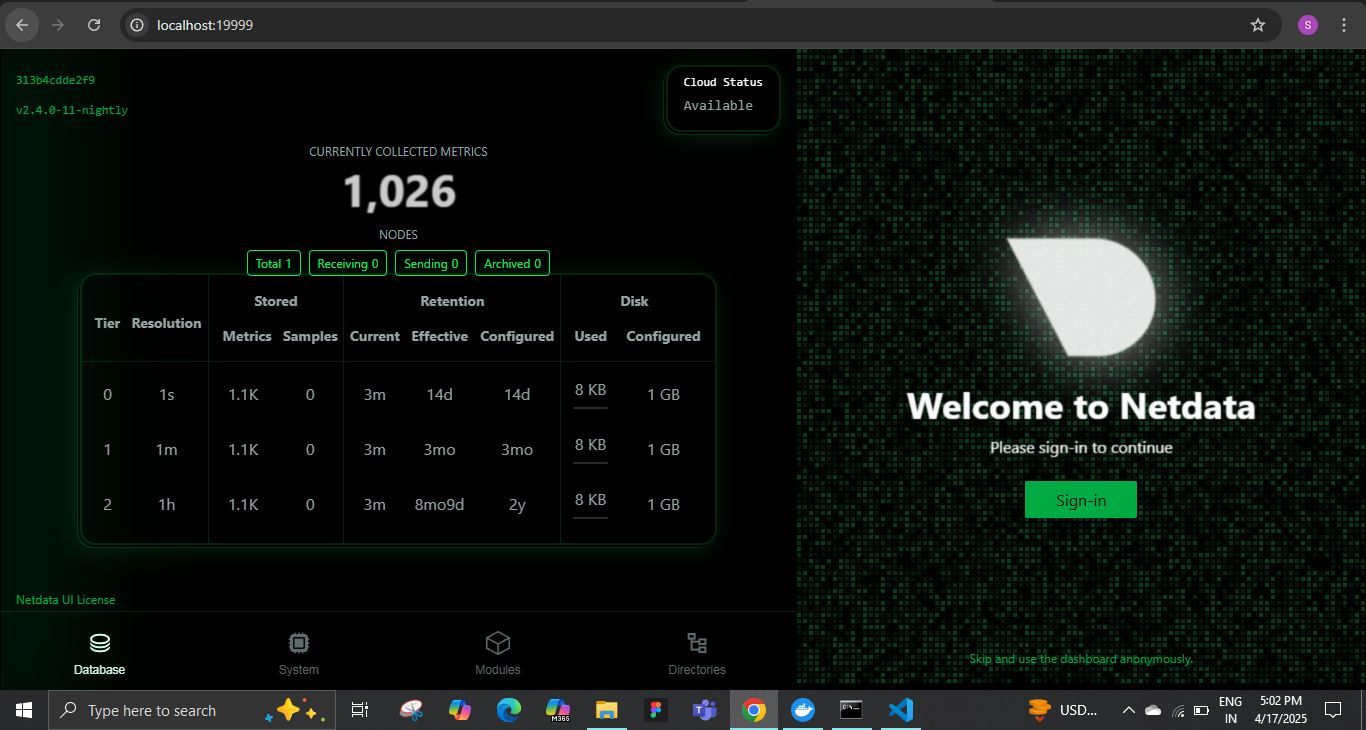 localhost:19999
S
313b4cdde2f9
v2.4.0-11-nightly
Cloud Status
Available
CURRENTLY COLLECTED METRICS
1,026
NODES
Total 1 Receiving 0 Sending 0 Archived 0
Stored Retention Disk
Tier Resolution
Metrics Samples Current Effective Configured Used Configured
0 1s 1.1K 0 3m 14d 14d 8 KB 1 GB
1 1m 1.1K 0 3m 3mo 3mo 8 KB 1 GB
2 1h 1.1K 0 3m 8mo9d 2y 8 KB 1 GB
Netdata UI License
Database System Modules Directories
Welcome to Netdata
Please sign-in to continue
Sign-in
Skip and use the dashboard anonymously.
Type here to search
M365
USD...
ENG
IN
5:02 PM
4/17/2025